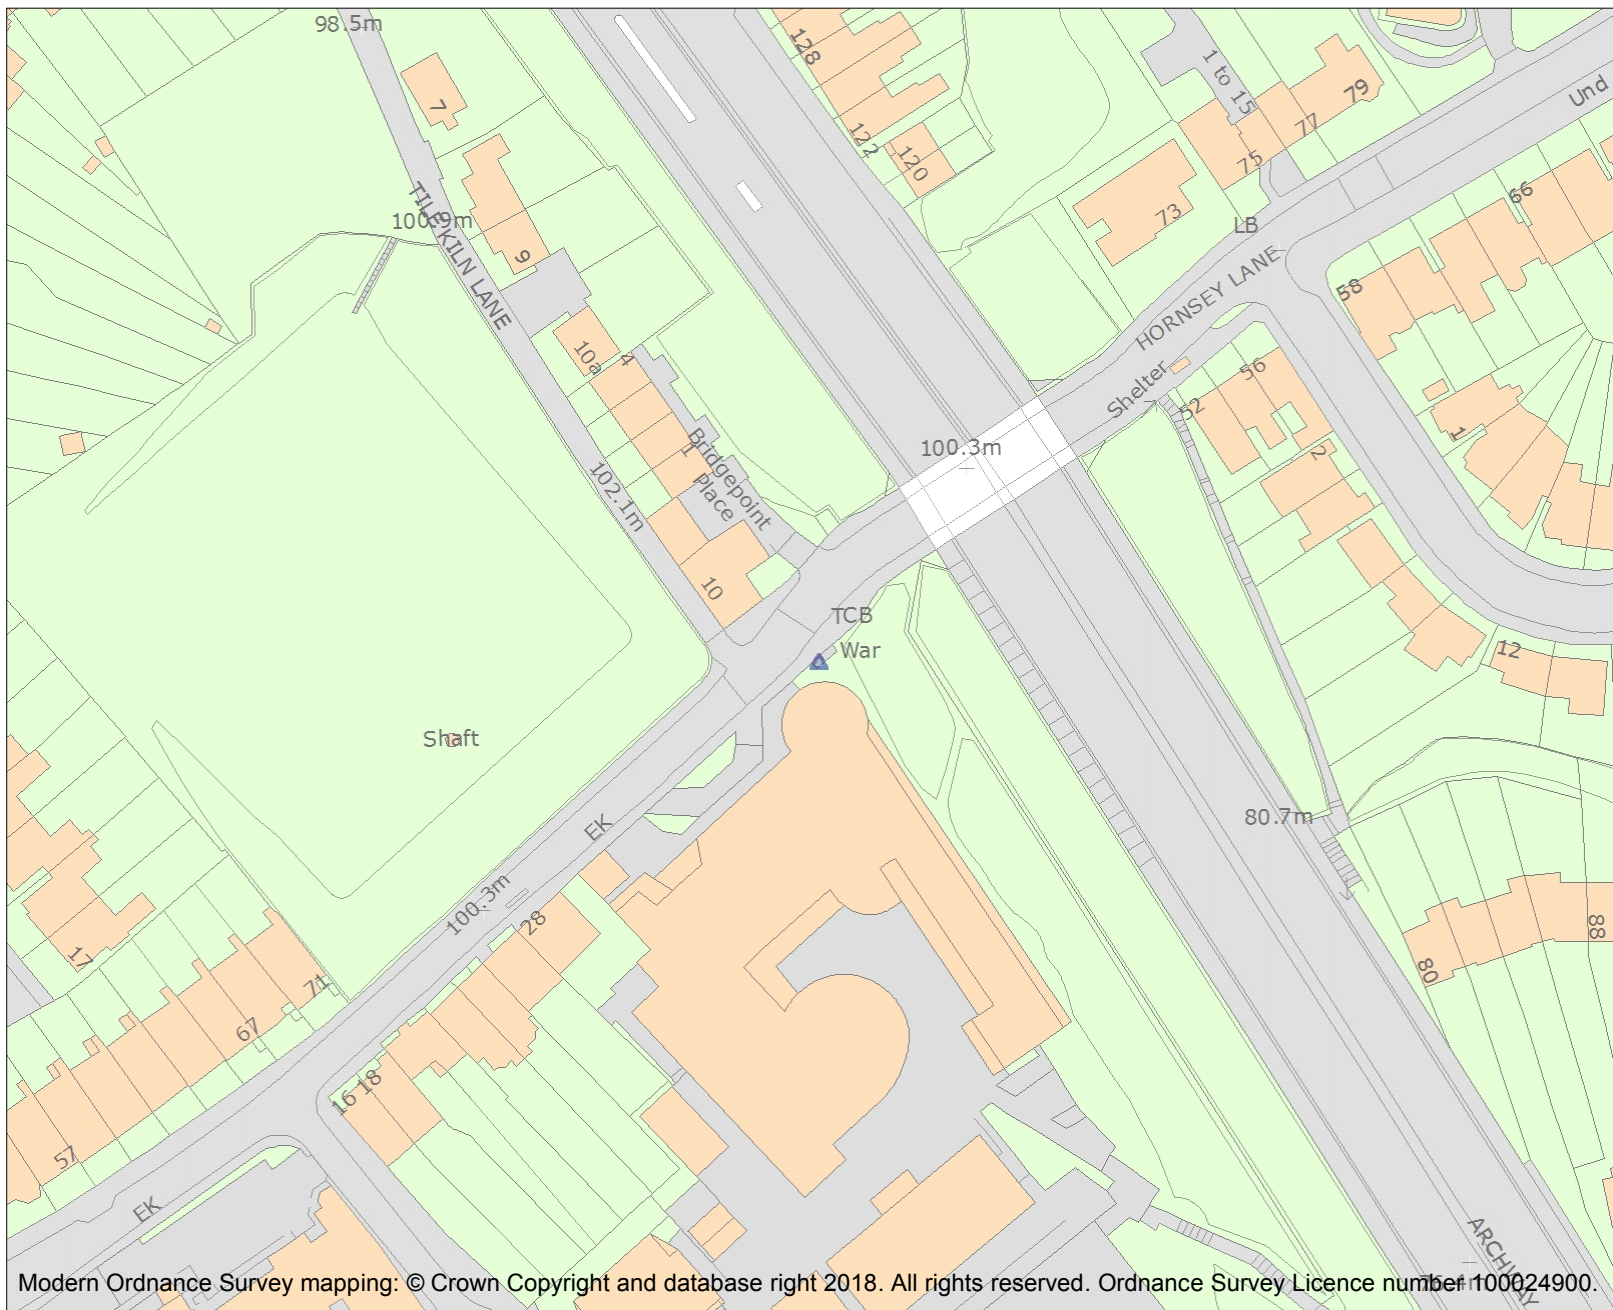 98.5m
128
1 to 15
79
Und
7
122
120
77
75
66
TILE KILN LANE
100.9m
73
LB
9
HORNSEY LANE
58
10a
4
Shelter
56
52
1
Bridgepoint
Place
1
100.3m
2
102.1m
10
TCB
War
12
Shaft
80.7m
EK
100.3m
28
88
17
80
71
67
16 18
57
EK
ARCHWAY
Modern Ordnance Survey mapping: © Crown Copyright and database right 2018. All rights reserved. Ordnance Survey Licence number 100024900.